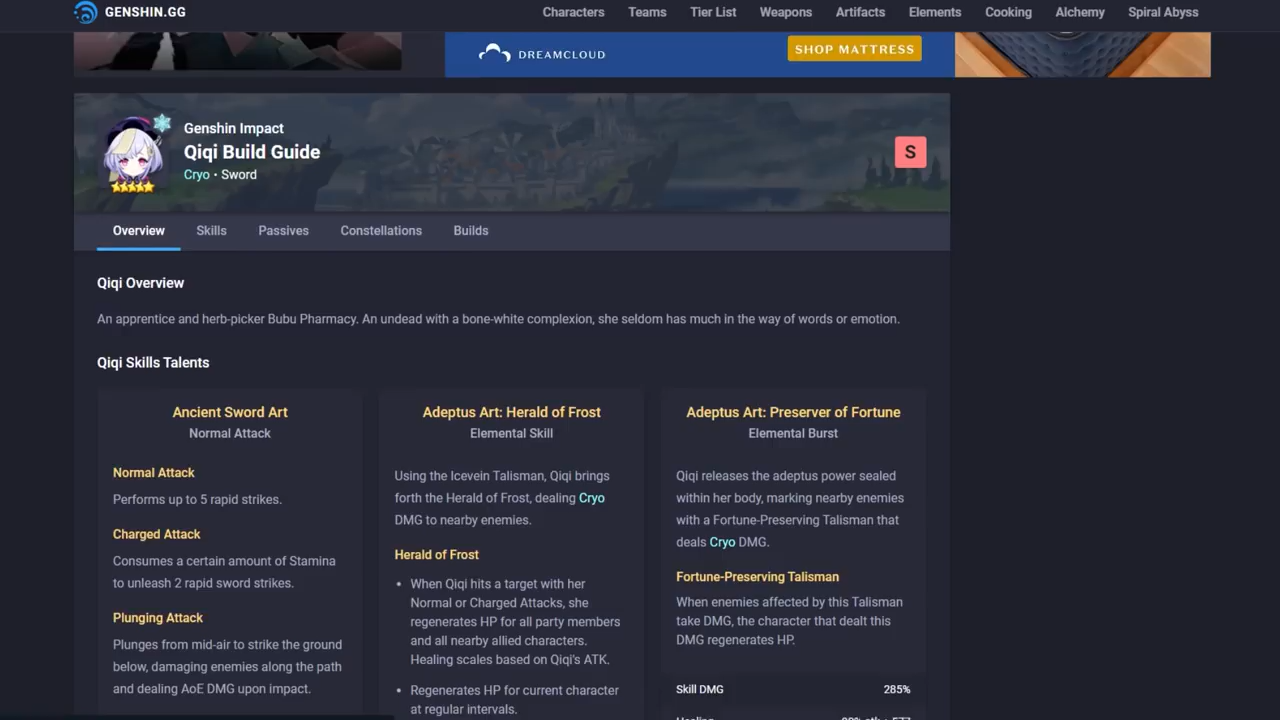 GENSHIN.GG
Characters
Teams
Tier List
Weapons
Artifacts
Elements
Cooking
Alchemy
Spiral Abyss
DREAMCLOUD
SHOP MATTRESS
Genshin Impact
Qiqi Build Guide
Cryo • Sword
S
Overview
Skills
Passives
Constellations
Builds
Qiqi Overview
An apprentice and herb-picker Bubu Pharmacy. An undead with a bone-white complexion, she seldom has much in the way of words or emotion.
Qiqi Skills Talents
Ancient Sword Art
Normal Attack
Normal Attack
Performs up to 5 rapid strikes.
Charged Attack
Consumes a certain amount of Stamina
to unleash 2 rapid sword strikes.
Plunging Attack
Plunges from mid-air to strike the ground
below, damaging enemies along the path
and dealing AoE DMG upon impact.
Adeptus Art: Herald of Frost
Elemental Skill
Using the Icevein Talisman, Qiqi brings
forth the Herald of Frost, dealing Cryo
DMG to nearby enemies.
Herald of Frost
• When Qiqi hits a target with her
Normal or Charged Attacks, she
regenerates HP for all party members
and all nearby allied characters.
Healing scales based on Qiqi's ATK.
• Regenerates HP for current character
at regular intervals.
Adeptus Art: Preserver of Fortune
Elemental Burst
Qiqi releases the adeptus power sealed
within her body, marking nearby enemies
with a Fortune-Preserving Talisman that
deals Cryo DMG.
Fortune-Preserving Talisman
When enemies affected by this Talisman
take DMG, the character that dealt this
DMG regenerates HP.
Skill DMG 285%
Healing